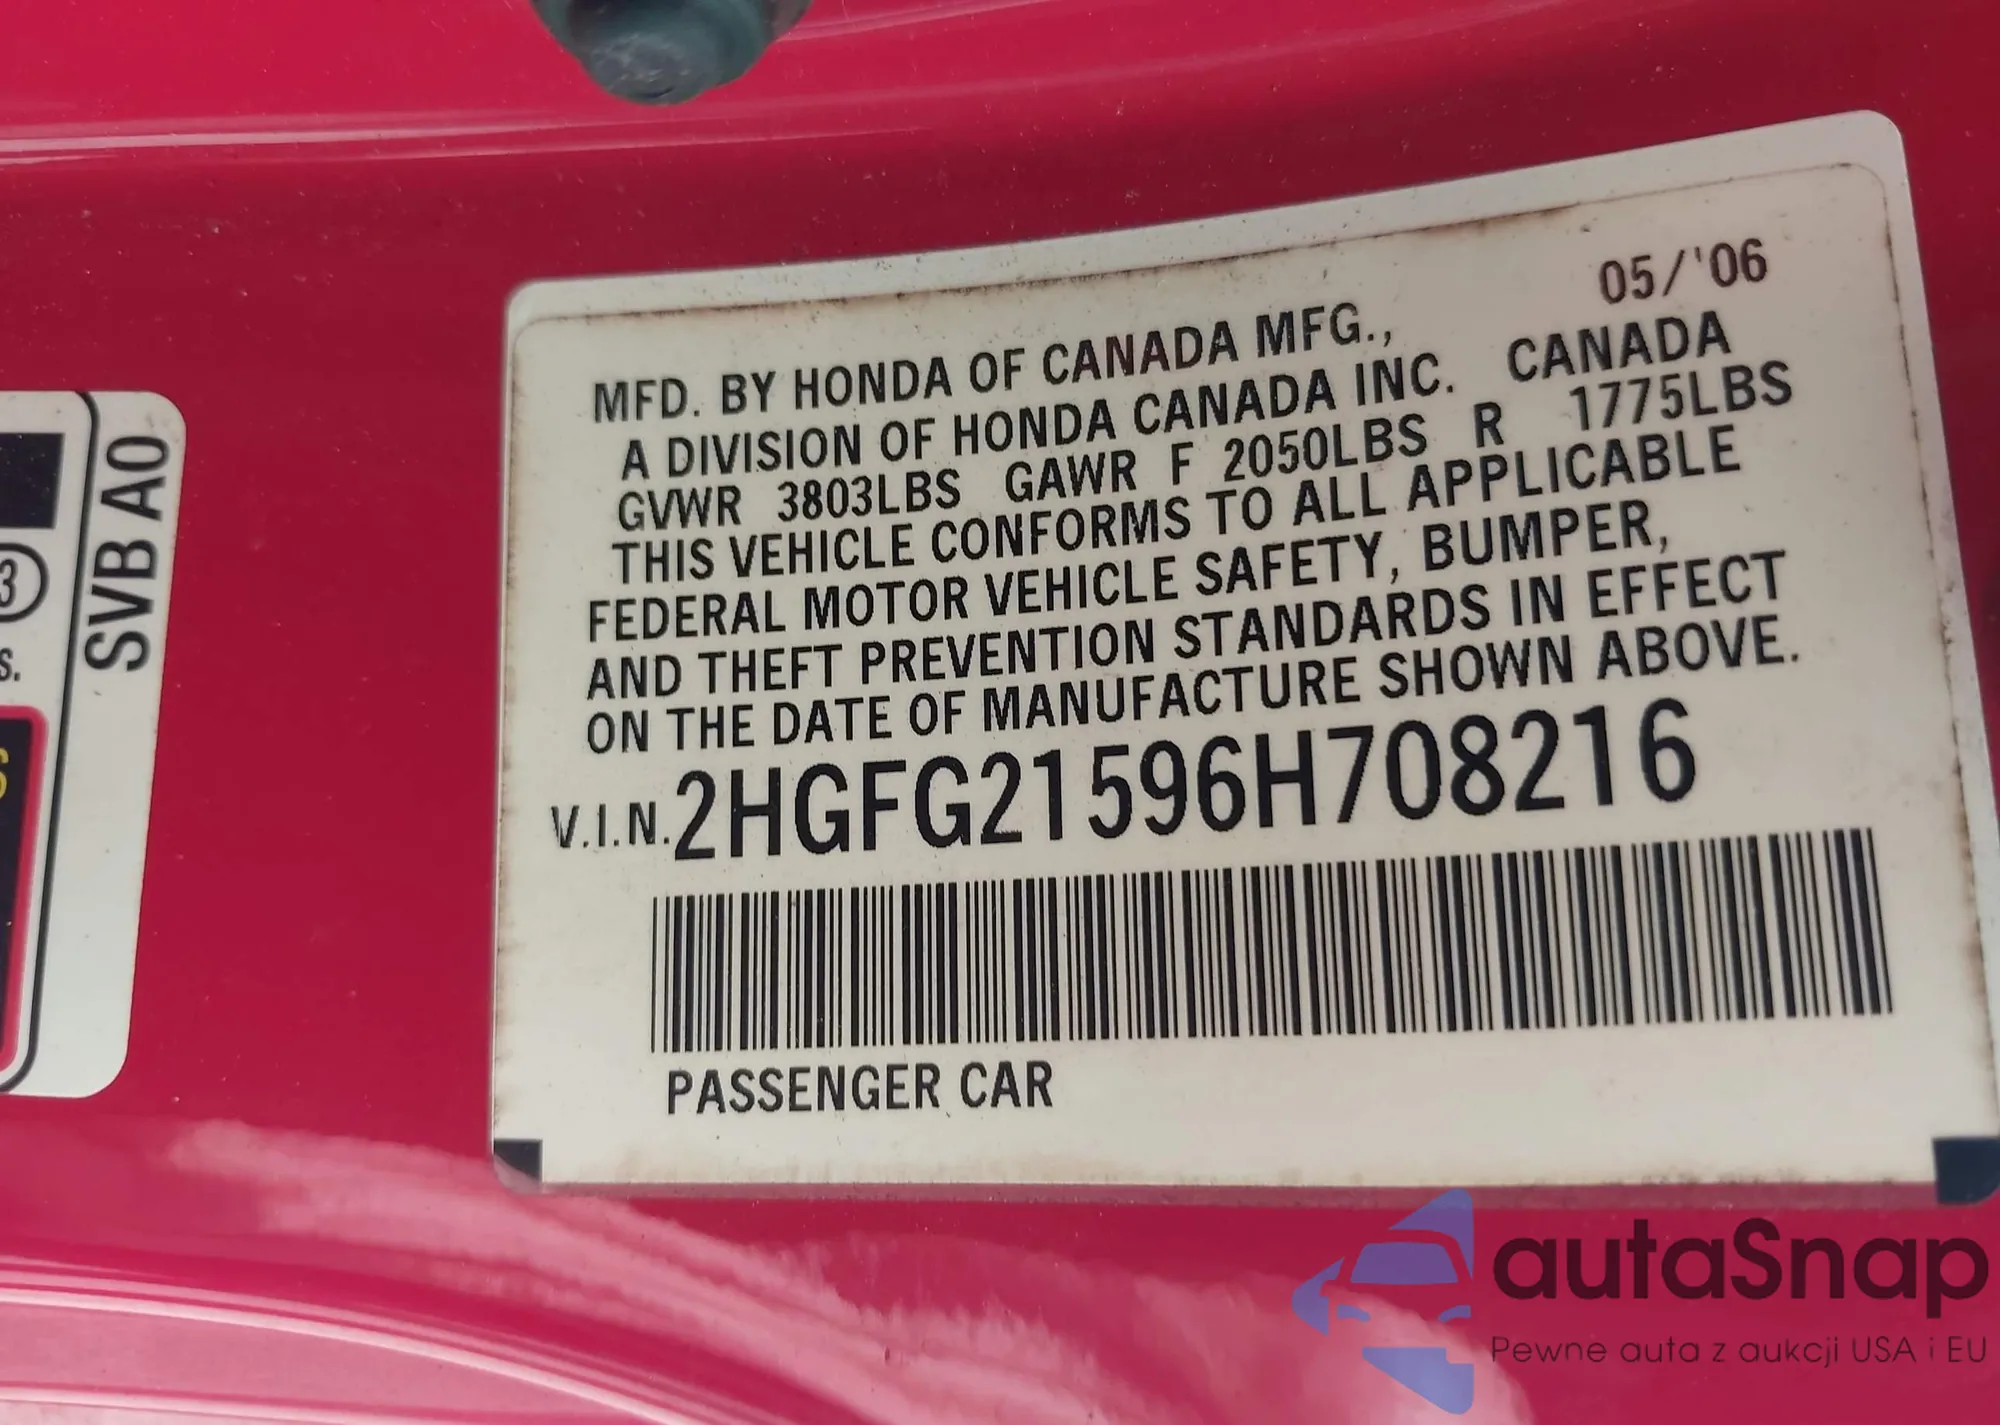 05/'06
MFD. BY HONDA OF CANADA MFG.,
A DIVISION OF HONDA CANADA INC. CANADA
GVWR 3803LBS GAWR F 2050LBS R 1775LBS
THIS VEHICLE CONFORMS TO ALL APPLICABLE
FEDERAL MOTOR VEHICLE SAFETY, BUMPER,
AND THEFT PREVENTION STANDARDS IN EFFECT
ON THE DATE OF MANUFACTURE SHOWN ABOVE.
V.I.N. 2HGFG21596H708216
PASSENGER CAR
SVB A0
3
s.
S
autaSnap
Pewne auta z aukcji USA i EU